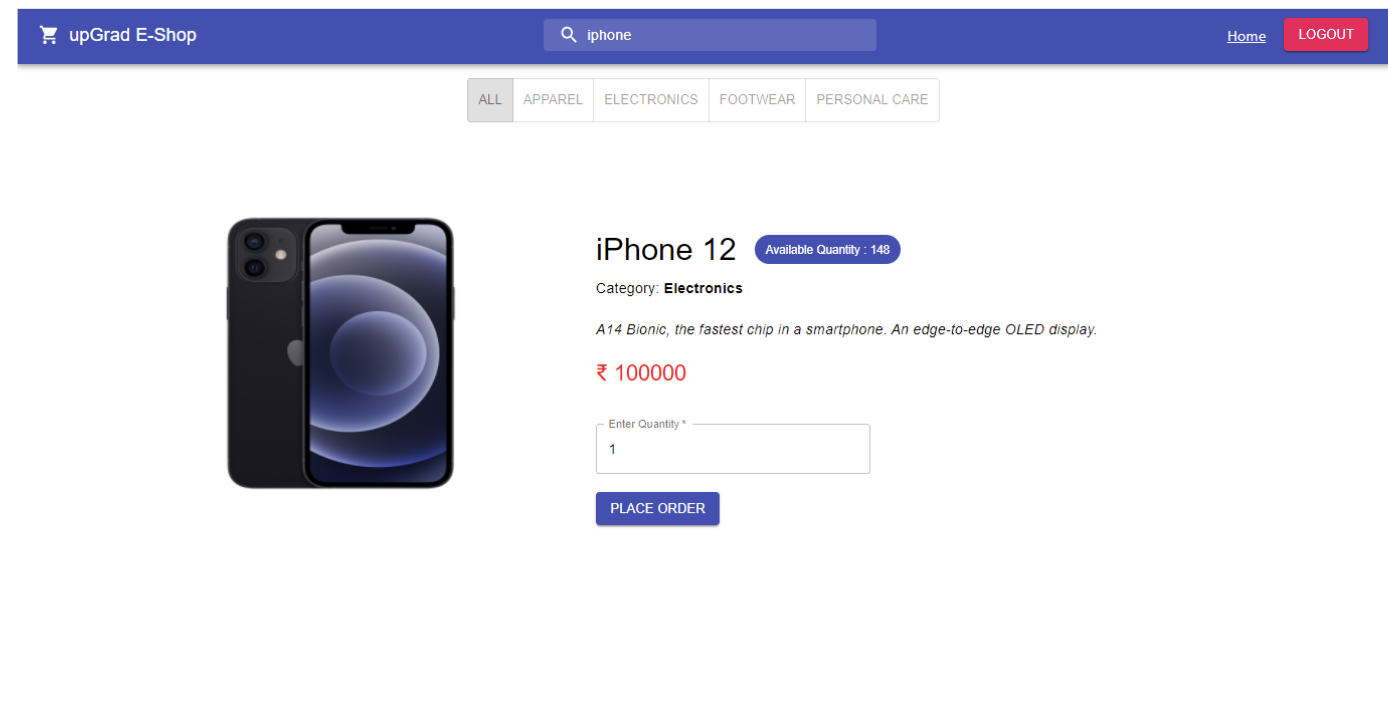 upGrad E-Shop
iphone
Home
LOGOUT
ALL
APPAREL
ELECTRONICS
FOOTWEAR
PERSONAL CARE
iPhone 12
Available Quantity : 148
Category: Electronics
A14 Bionic, the fastest chip in a smartphone. An edge-to-edge OLED display.
₹ 100000
Enter Quantity *
1
PLACE ORDER